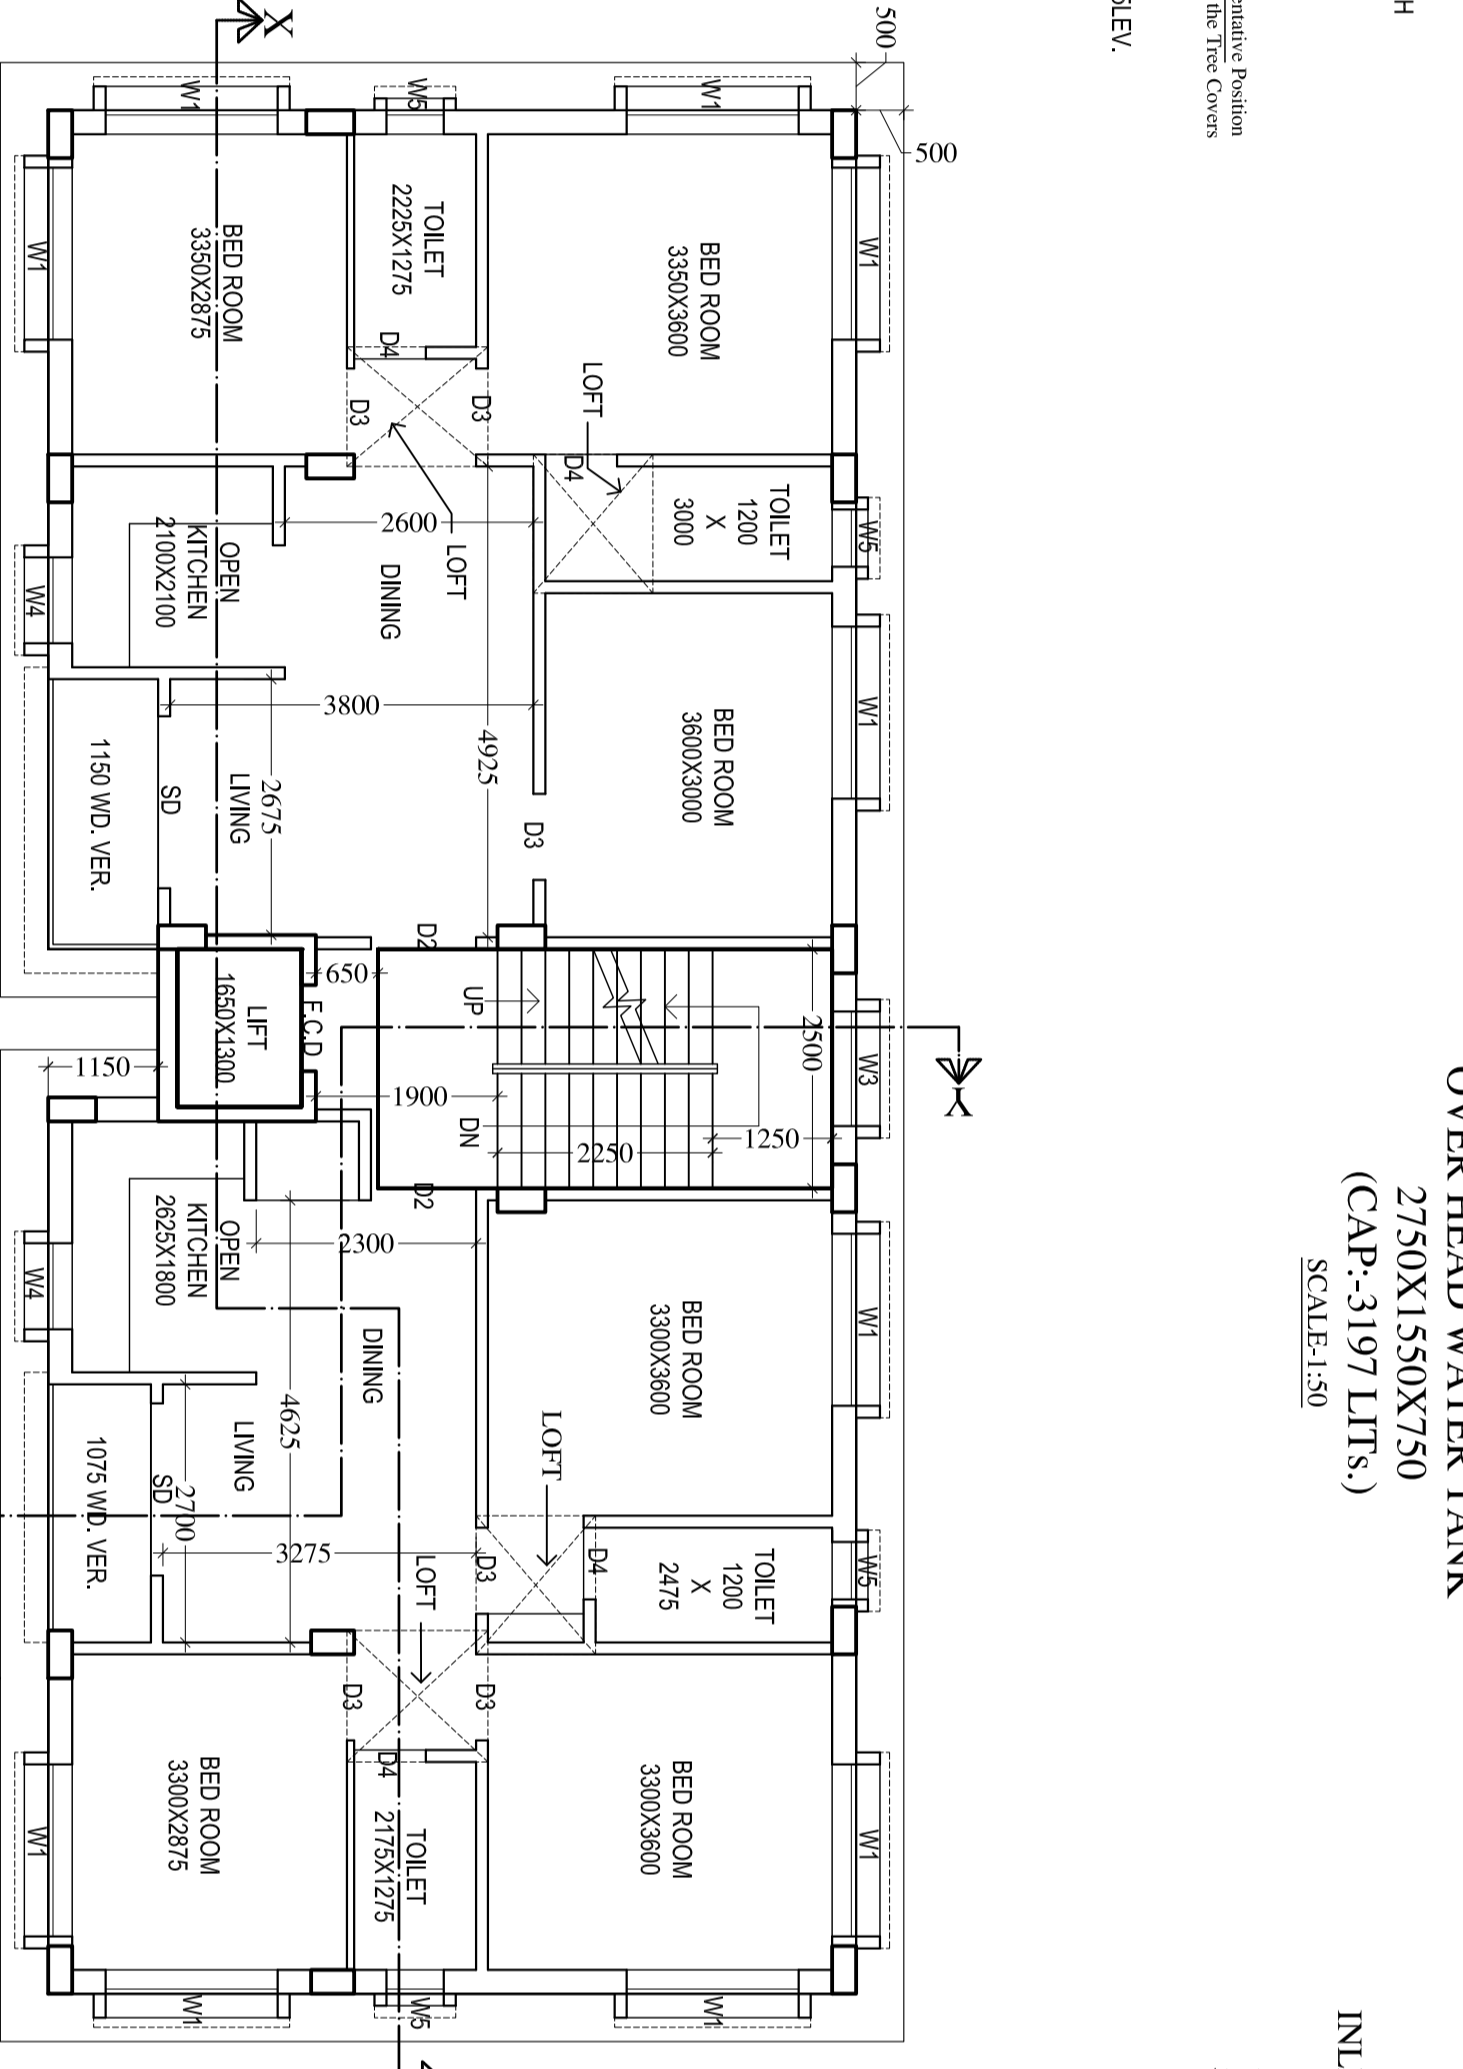 H
entative Position
the Tree Covers
ELEV.
OVER HEAD WATER TANK
2750X1550X750
(CAP:-3197 LITs.)
SCALE-1:50
500
500
W1
W1
W5
W1
W3
W1
W5
W1
W1
BED ROOM
3350X3600
TOILET
1200
X
3000
BED ROOM
3600X3000
2500
1250
2250
BED ROOM
3300X3600
TOILET
1200
X
2475
BED ROOM
3300X3600
W1
LOFT
D4
LOFT
D4
W5
TOILET
2225X1275
D4
D3
D3
LOFT
DINING
2600
4925
3800
D3
D2
UP
DN
1900
650
D2
2300
DINING
4625
3275
D3
LOFT
D3
D3
D4
TOILET
2175X1275
W5
W1
BED ROOM
3350X2875
OPEN
KITCHEN
2100X2100
LIVING
2675
SD
1150 WD. VER.
LIFT
1650X1300
F.C.D
1150
OPEN
KITCHEN
2625X1800
LIVING
2700
SD
1075 WD. VER.
BED ROOM
3300X2875
W1
W1
W4
W4
W1
X
Y
INL